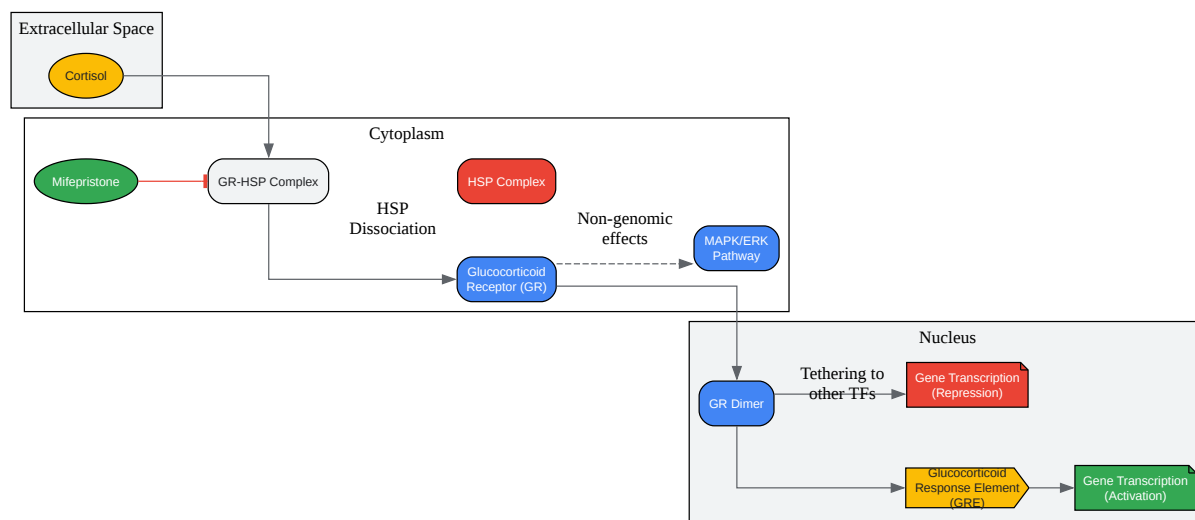 Extracellular Space
Cortisol
Cytoplasm
Mifepristone
GR-HSP Complex
HSP Complex
HSP
Dissociation
Non-genomic
effects
MAPK/ERK
Pathway
Glucocorticoid
Receptor (GR)
Nucleus
GR Dimer
Tethering to
other TFs
Gene Transcription
(Repression)
Glucocorticoid
Response Element
(GRE)
Gene Transcription
(Activation)